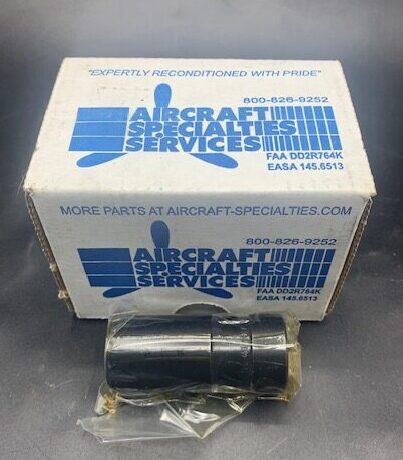 "EXPERTLY RECONDITIONED WITH PRIDE"
800-826-9252
AIRCRAFT
SPECIALTIES
SERVICES
FAA DD2R764K
EASA 145.6513
MORE PARTS AT AIRCRAFT-SPECIALTIES.COM
800-826-9252
AIRCRAFT
SPECIALTIES
SERVICES
FAA DD2R764K
EASA 145.6513